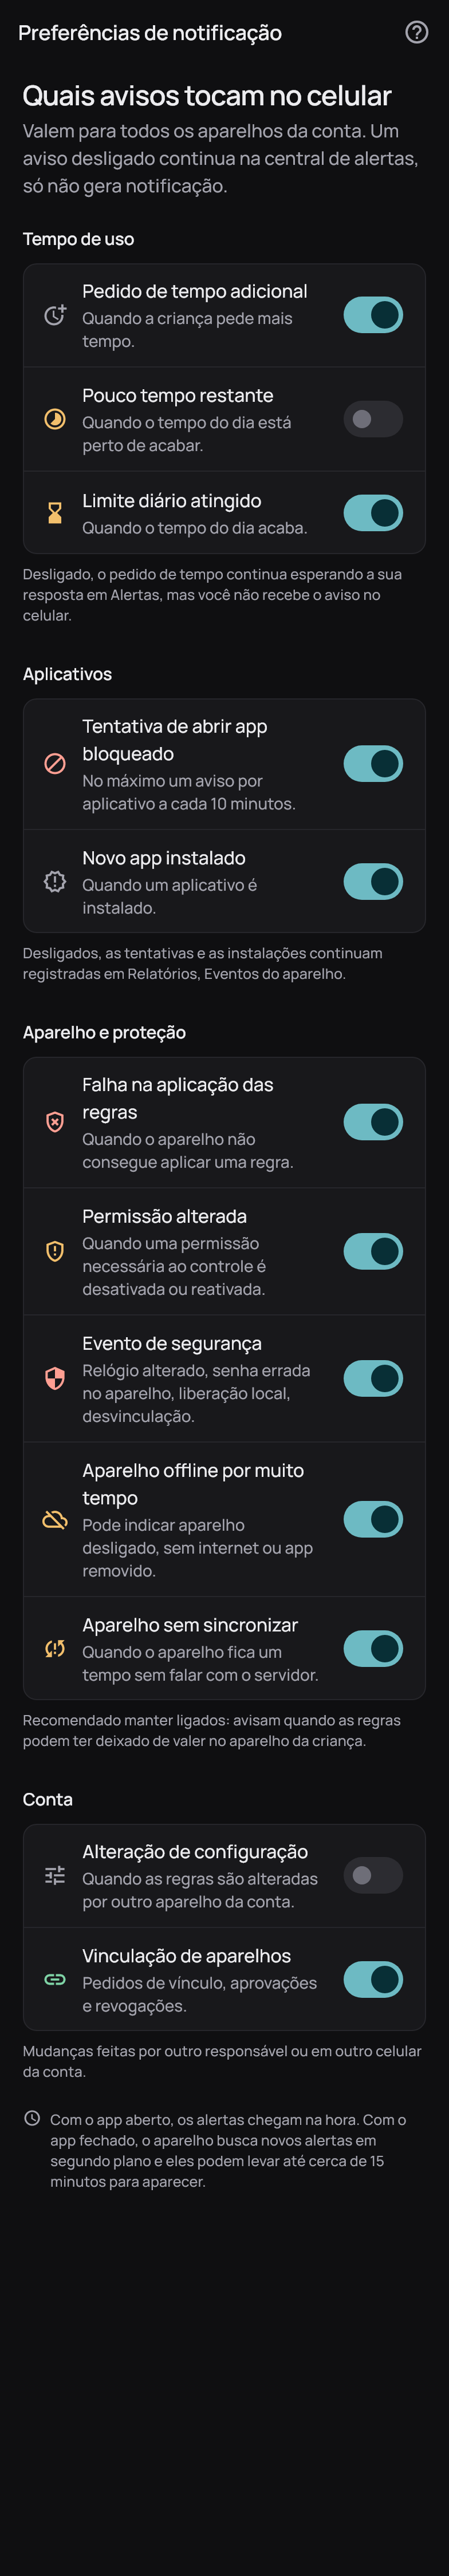 Preferências de notificação
Quais avisos tocam no celular
Valem para todos os aparelhos da conta. Um
aviso desligado continua na central de alertas,
só não gera notificação.
Tempo de uso
Pedido de tempo adicional
Quando a criança pede mais
tempo.
Pouco tempo restante
Quando o tempo do dia está
perto de acabar.
Limite diário atingido
Quando o tempo do dia acaba.
Desligado, o pedido de tempo continua esperando a sua
resposta em Alertas, mas você não recebe o aviso no
celular.
Aplicativos
Tentativa de abrir app
bloqueado
No máximo um aviso por
aplicativo a cada 10 minutos.
Novo app instalado
Quando um aplicativo é
instalado.
Desligados, as tentativas e as instalações continuam
registradas em Relatórios, Eventos do aparelho.
Aparelho e proteção
Falha na aplicação das
regras
Quando o aparelho não
consegue aplicar uma regra.
Permissão alterada
Quando uma permissão
necessária ao controle é
desativada ou reativada.
Evento de segurança
Relógio alterado, senha errada
no aparelho, liberação local,
desvinculação.
Aparelho offline por muito
tempo
Pode indicar aparelho
desligado, sem internet ou app
removido.
Aparelho sem sincronizar
Quando o aparelho fica um
tempo sem falar com o servidor.
Recomendado manter ligados: avisam quando as regras
podem ter deixado de valer no aparelho da criança.
Conta
Alteração de configuração
Quando as regras são alteradas
por outro aparelho da conta.
Vinculação de aparelhos
Pedidos de vínculo, aprovações
e revogações.
Mudanças feitas por outro responsável ou em outro celular
da conta.
Com o app aberto, os alertas chegam na hora. Com o
app fechado, o aparelho busca novos alertas em
segundo plano e eles podem levar até cerca de 15
minutos para aparecer.